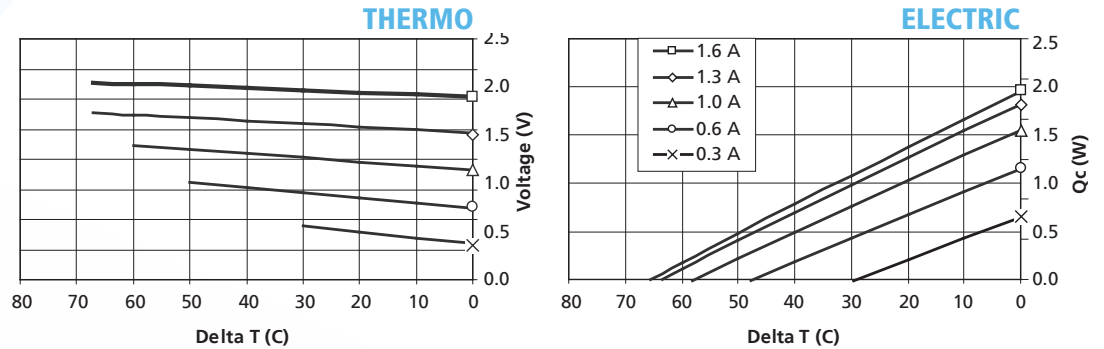 THERMO
2.5
2.0
1.5
1.0
0.5
0.0
Voltage (V)
80 70 60 50 40 30 20 10 0
Delta T (C)
ELECTRIC
1.6 A
1.3 A
1.0 A
0.6 A
0.3 A
2.5
2.0
1.5
1.0
0.5
0.0
Qc (W)
80 70 60 50 40 30 20 10 0
Delta T (C)